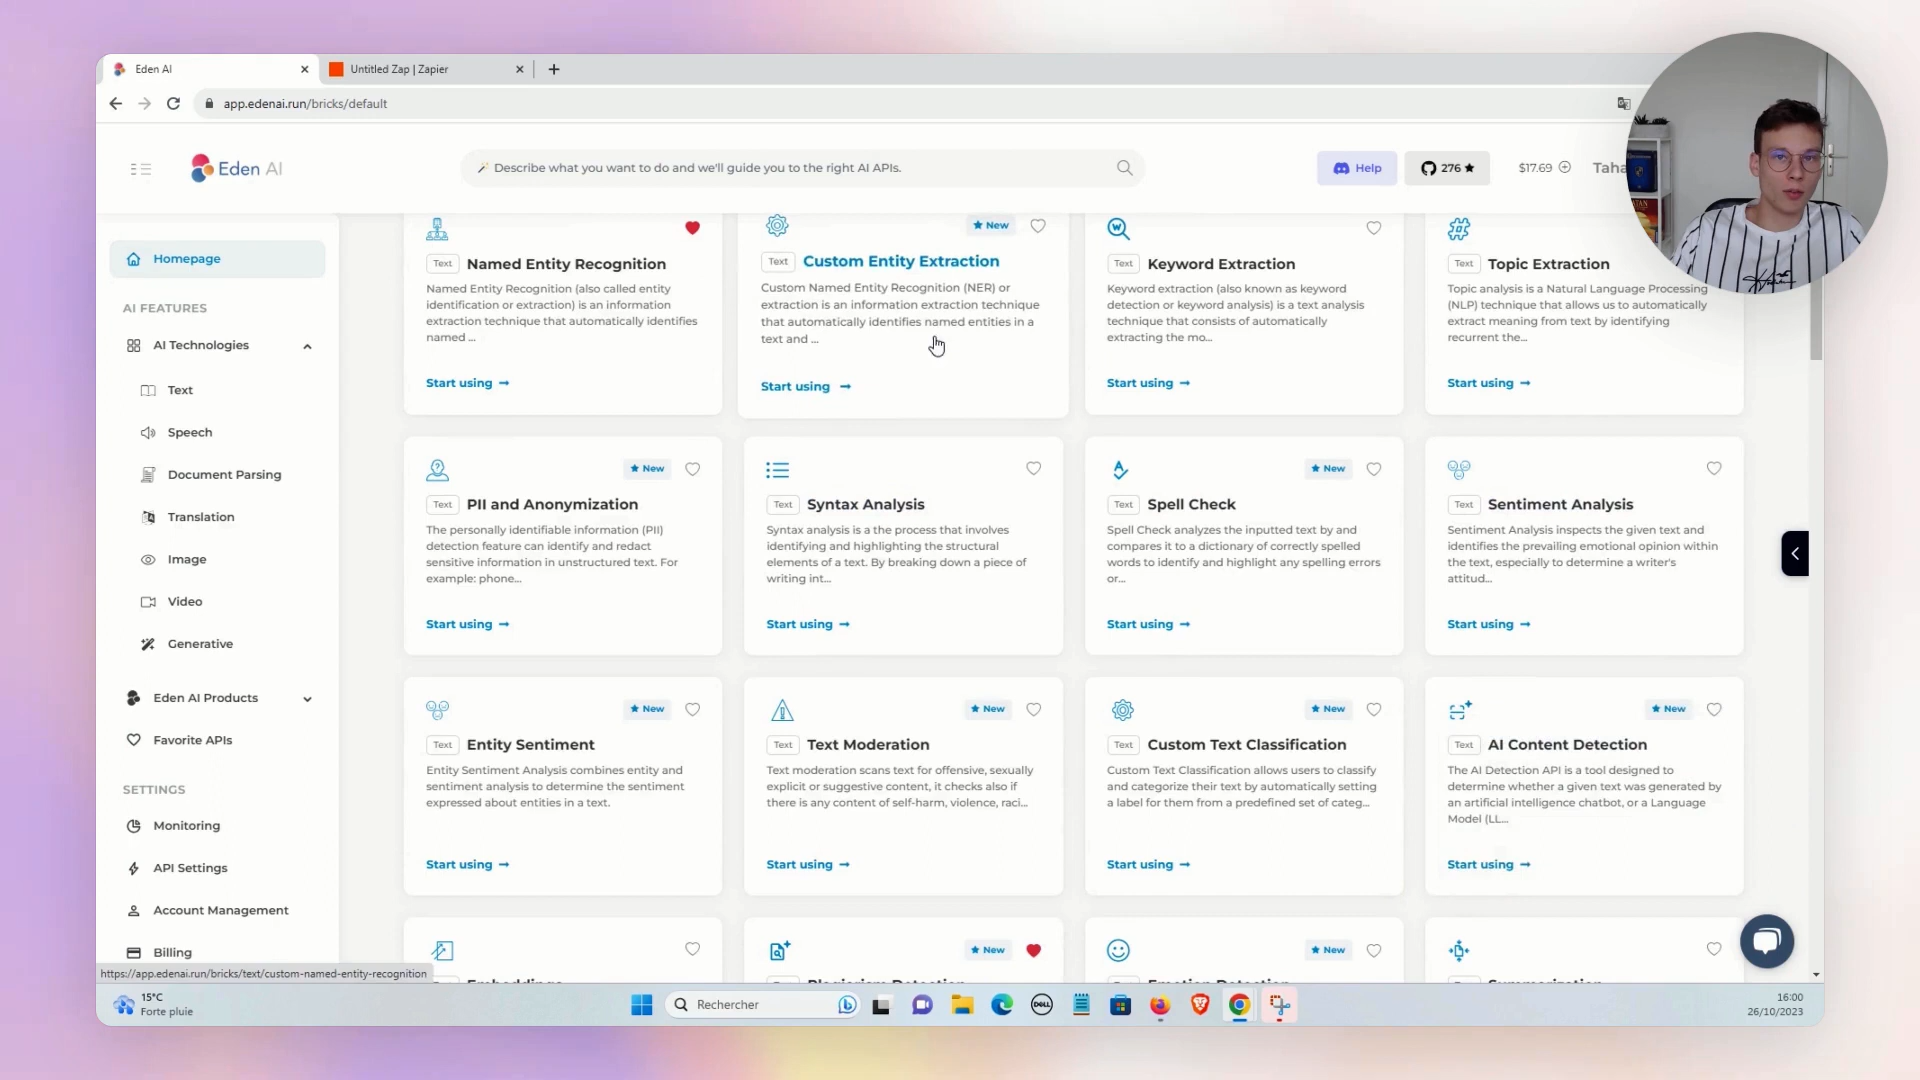 Eden AI
Untitled Zap | Zapier
app.edenai.run/bricks/default
Eden AI
Describe what you want to do and we'll guide you to the right AI APIs.
Help
276
$17.69
Taha
Homepage
AI FEATURES
AI Technologies
Text
Speech
Document Parsing
Translation
Image
Video
Generative
Eden AI Products
Favorite APIs
SETTINGS
Monitoring
API Settings
Account Management
Billing
Text
Named Entity Recognition
Named Entity Recognition (also called entity
identification or extraction) is an information
extraction technique that automatically identifies
named ...
Start using
New
Text
Custom Entity Extraction
Custom Named Entity Recognition (NER) or
extraction is an information extraction technique
that automatically identifies named entities in a
text and ...
Start using
Text
Keyword Extraction
Keyword extraction (also known as keyword
detection or keyword analysis) is a text analysis
technique that consists of automatically
extracting the mo...
Start using
Text
Topic Extraction
Topic analysis is a Natural Language Processing
(NLP) technique that allows us to automatically
extract meaning from text by identifying
recurrent the...
Start using
New
Text
PII and Anonymization
The personally identifiable information (PII)
detection feature can identify and redact
sensitive information in unstructured text. For
example: phone...
Start using
Text
Syntax Analysis
Syntax analysis is a the process that involves
identifying and highlighting the structural
elements of a text. By breaking down a piece of
writing int...
Start using
New
Text
Spell Check
Spell Check analyzes the inputted text by and
compares it to a dictionary of correctly spelled
words to identify and highlight any spelling errors
or...
Start using
Text
Sentiment Analysis
Sentiment Analysis inspects the given text and
identifies the prevailing emotional opinion within
the text, especially to determine a writer's
attitud...
Start using
New
Text
Entity Sentiment
Entity Sentiment Analysis combines entity and
sentiment analysis to determine the sentiment
expressed about entities in a text.
Start using
New
Text
Text Moderation
Text moderation scans text for offensive, sexually
explicit or suggestive content, it checks also if
there is any content of self-harm, violence, raci...
Start using
New
Text
Custom Text Classification
Custom Text Classification allows users to classify
and categorize their text by automatically setting
a label for them from a predefined set of categ...
Start using
New
Text
AI Content Detection
The AI Detection API is a tool designed to
determine whether a given text was generated by
an artificial intelligence chatbot, or a Language
Model (LL...
Start using
New
New
https://app.edenai.run/bricks/text/custom-named-entity-recognition
15°C
Forte pluie
Rechercher
DELL
16:00
26/10/2023